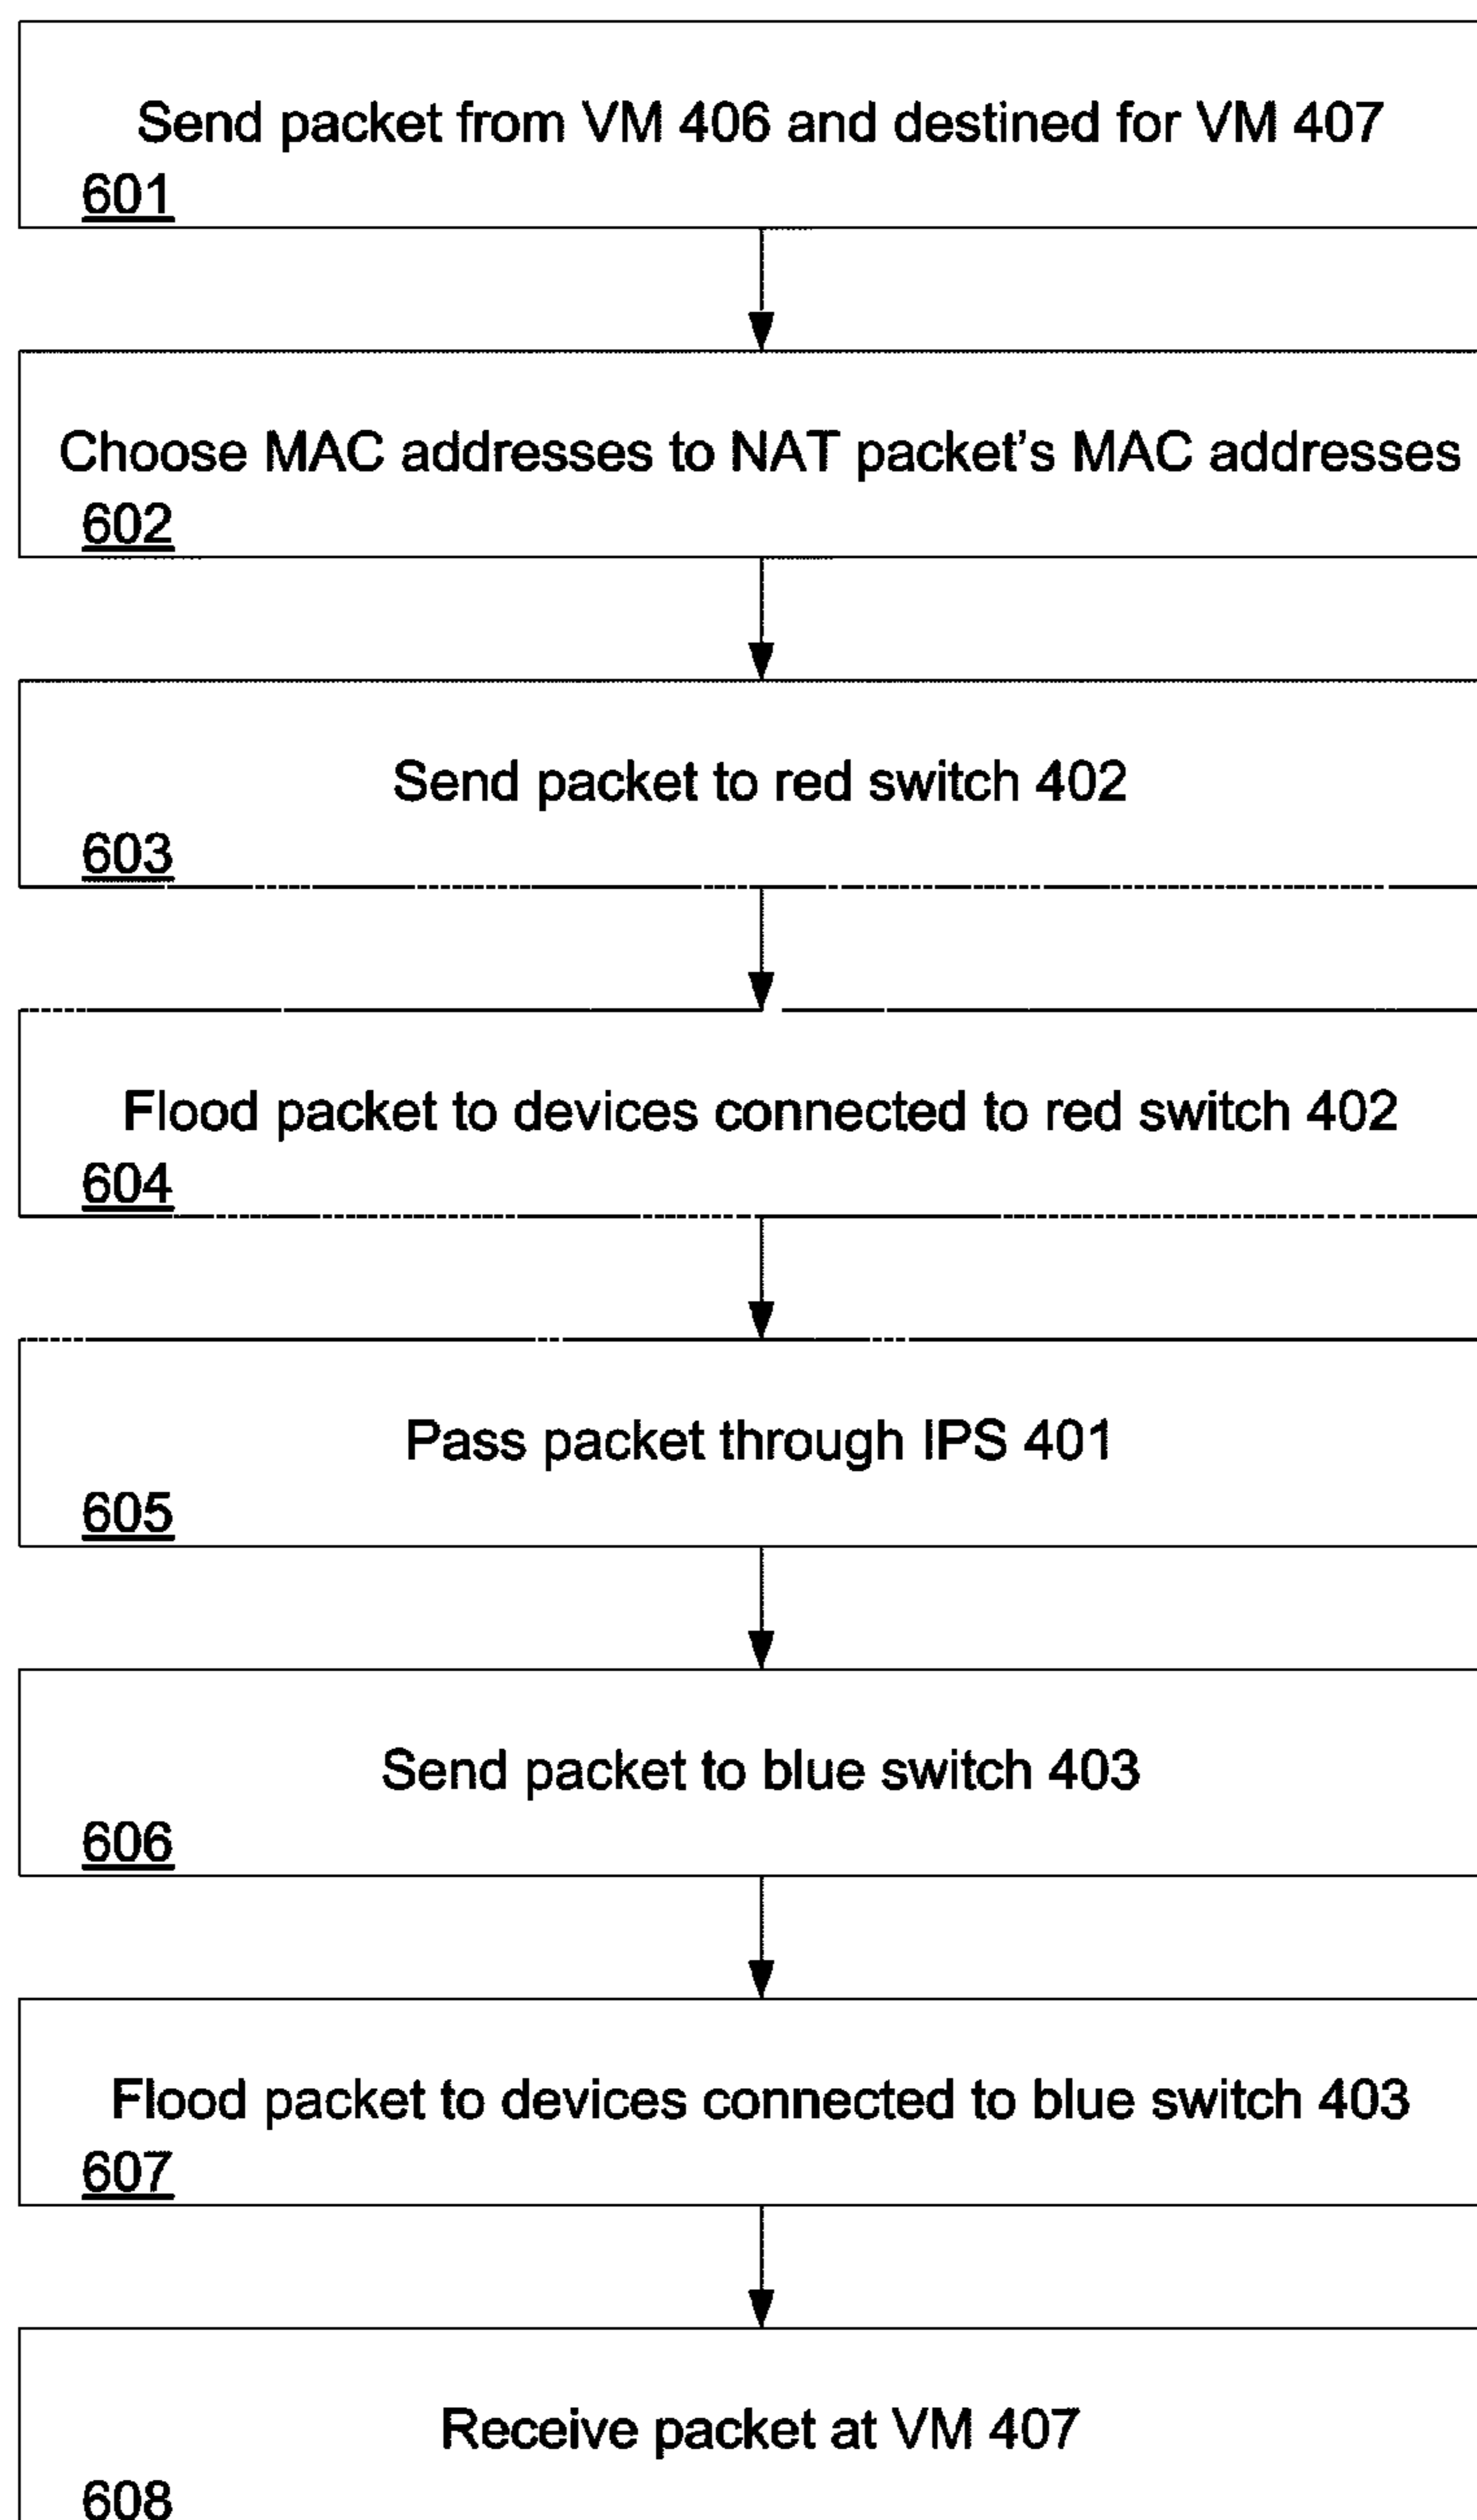 Send packet from VM 406 and destined for VM 407
601
Choose MAC addresses to NAT packet's MAC addresses
602
Send packet to red switch 402
603
Flood packet to devices connected to red switch 402
604
Pass packet through IPS 401
605
Send packet to blue switch 403
606
Flood packet to devices connected to blue switch 403
607
Receive packet at VM 407
608